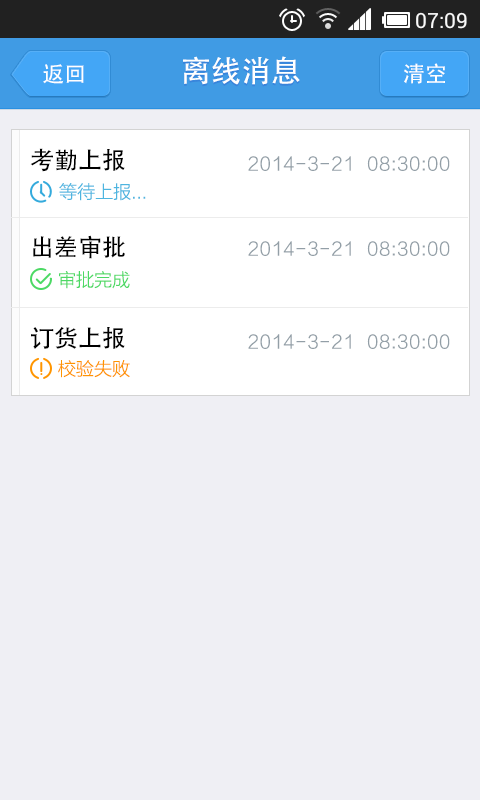 07:09
返回
离线消息
清空
考勤上报
2014-3-21 08:30:00
等待上报...
出差审批
2014-3-21 08:30:00
审批完成
订货上报
2014-3-21 08:30:00
校验失败